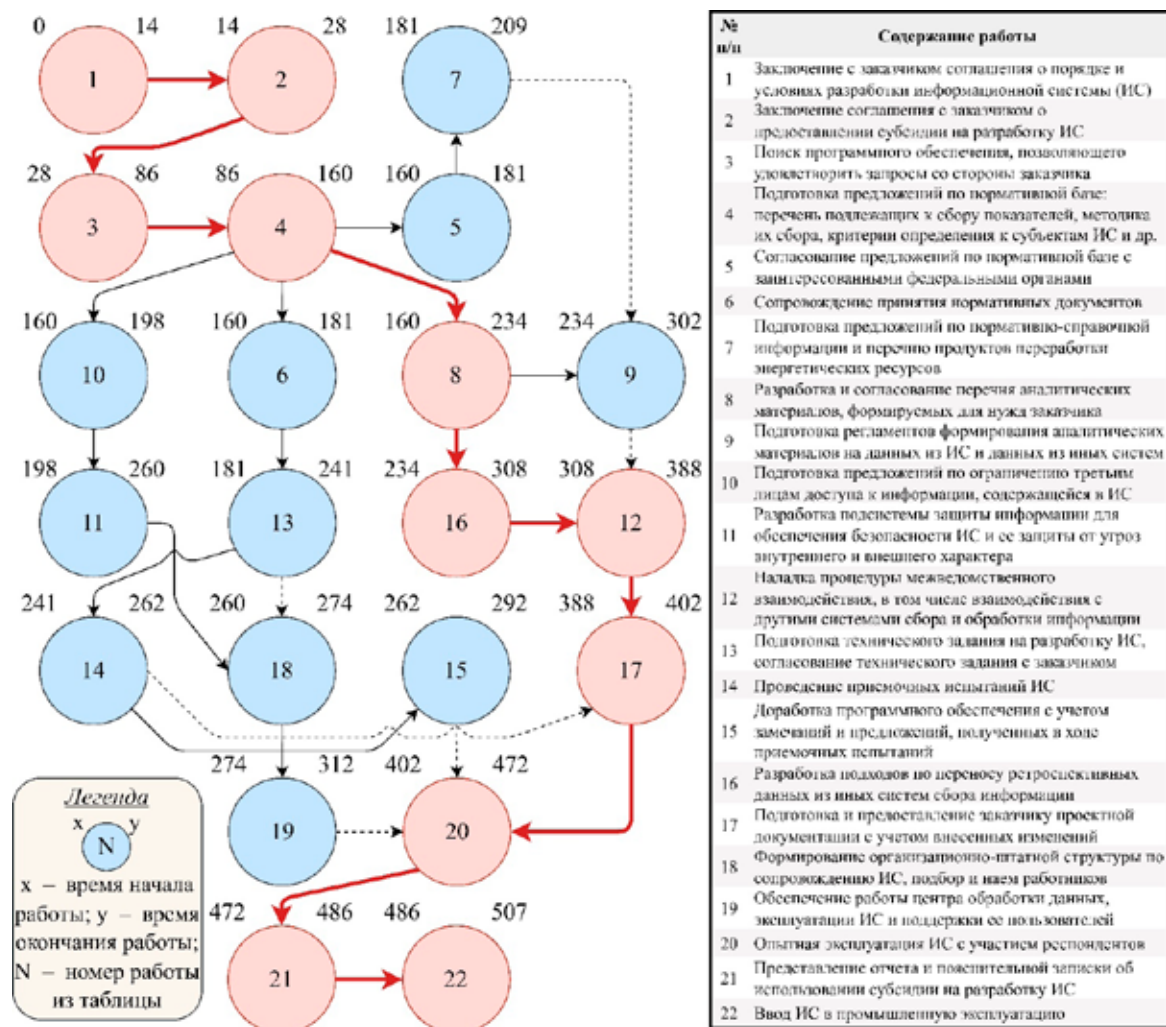 0 14 14 28 181 209
1 2 7
28 86 86 160 160 181
3 4 5
160 198 160 181 160 234 234 302
10 6 8 9
198 260 181 241 234 308 308 388
11 13 16 12
241 262 260 274 262 292 388 402
14 18 15 17
274 312 402 472
19 20
472 486 486 507
21 22
Легенда
x y
N
x – время начала
работы; y – время
окончания работы;
N – номер работы
из таблицы
№
п/п
Содержание работы
1 Заключение с заказчиком соглашения о порядке и
условиях разработки информационной системы (ИС)
2 Заключение соглашения с заказчиком о
предоставлении субсидии на разработку ИС
3 Поиск программного обеспечения, позволяющего
удовлетворить запросы со стороны заказчика
4 Подготовка предложений по нормативной базе:
перечень подлежащих к сбору показателей, методика
их сбора, критерии определения к субъектам ИС и др.
5 Согласование предложений по нормативной базе с
заинтересованными федеральными органами
6 Сопровождение принятия нормативных документов
7 Подготовка предложений по нормативно-справочной
информации и перечню продуктов переработки
энергетических ресурсов
8 Разработка и согласование перечня аналитических
материалов, формируемых для нужд заказчика
9 Подготовка регламентов формирования аналитических
материалов на данных из ИС и данных из иных систем
10 Подготовка предложений по ограничению третьим
лицам доступа к информации, содержащейся в ИС
11 Разработка подсистемы защиты информации для
обеспечения безопасности ИС и ее защиты от угроз
внутреннего и внешнего характера
12 Наладка процедуры межведомственного
взаимодействия, в том числе взаимодействия с
другими системами сбора и обработки информации
13 Подготовка технического задания на разработку ИС,
согласование технического задания с заказчиком
14 Проведение приемочных испытаний ИС
15 Доработка программного обеспечения с учетом
замечаний и предложений, полученных в ходе
приемочных испытаний
16 Разработка подходов по переносу ретроспективных
данных из иных систем сбора информации
17 Подготовка и предоставление заказчику проектной
документации с учетом внесенных изменений
18 Формирование организационно-штатной структуры по
сопровождению ИС, подбор и наем работников
19 Обеспечение работы центра обработки данных,
эксплуатации ИС и поддержки ее пользователей
20 Опытная эксплуатация ИС с участием респондентов
21 Представление отчета и пояснительной записки об
использовании субсидии на разработку ИС
22 Ввод ИС в промышленную эксплуатацию